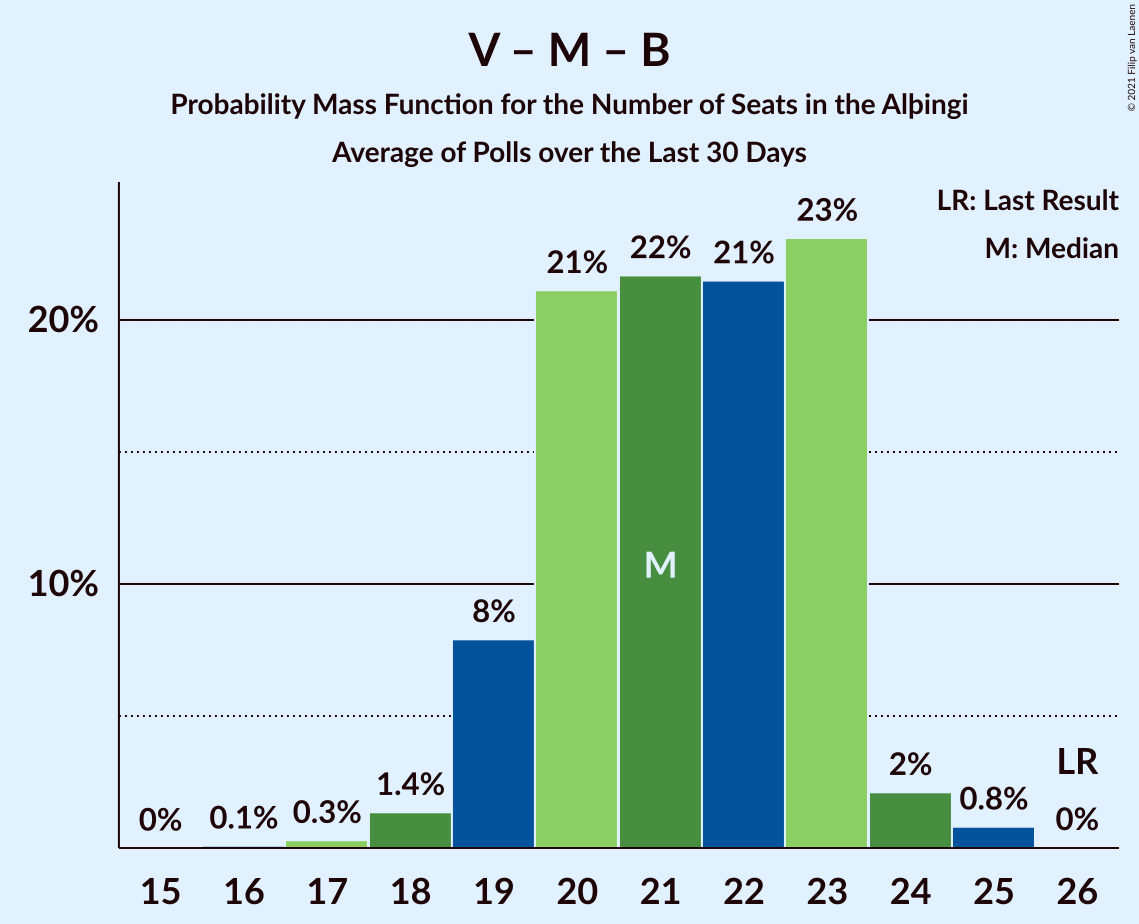 V – M – B
Probability Mass Function for the Number of Seats in the Alþingi
Average of Polls over the Last 30 Days
© 2021 Filip van Laenen
LR: Last Result
M: Median
20%
10%
0%
0.1%
0.3%
1.4%
8%
21%
22%
21%
23%
2%
0.8%
0%
M
LR
15 16 17 18 19 20 21 22 23 24 25 26